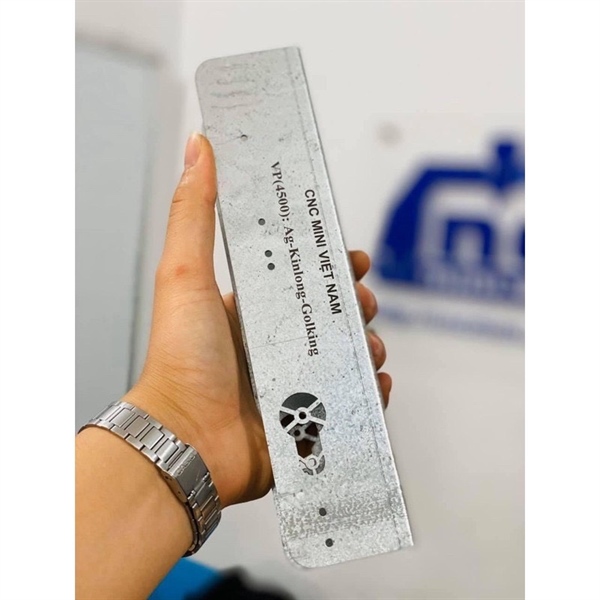 CNC MINI VIỆT NAM
VP(4500): Ag-Kinlong-Golking